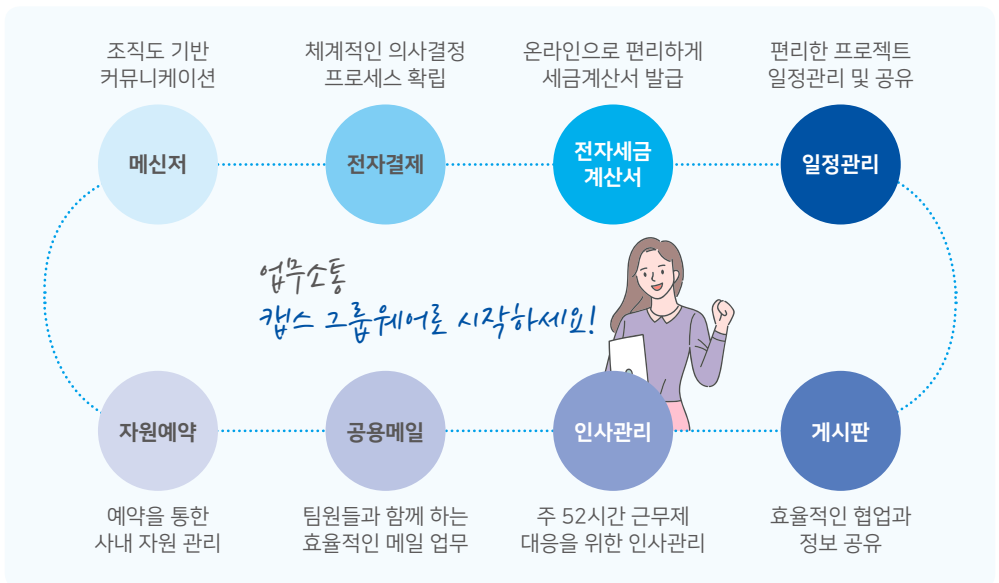 조직도 기반
커뮤니케이션
체계적인 의사결정
프로세스 확립
온라인으로 편리하게
세금계산서 발급
편리한 프로젝트
일정관리 및 공유
메신저
전자결제
전자세금
계산서
일정관리
업무소통
캡스 그룹웨어로 시작하세요!
자원예약
공용메일
인사관리
게시판
예약을 통한
사내 자원 관리
팀원들과 함께 하는
효율적인 메일 업무
주 52시간 근무제
대응을 위한 인사관리
효율적인 협업과
정보 공유